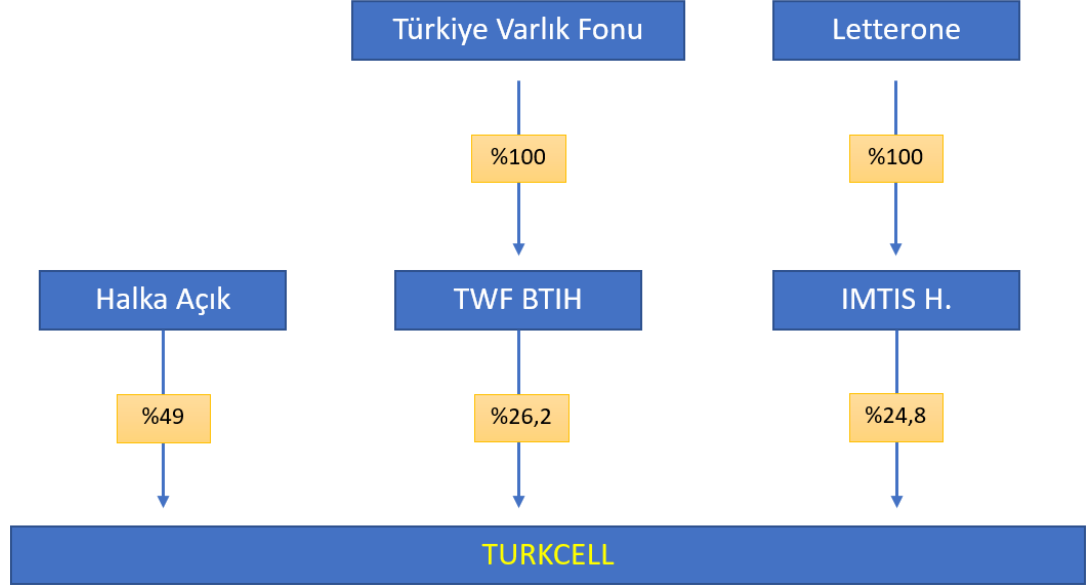 Türkiye Varlık Fonu
Letterone
%100
%100
Halka Açık
TWF BTIH
IMTIS H.
%49
%26,2
%24,8
TURKCELL